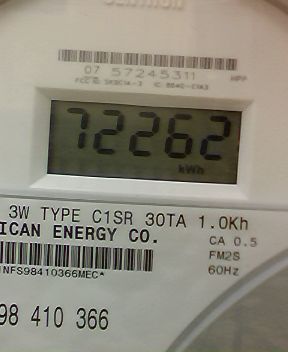 07 57245311 HPP
72262
kWh
3W TYPE C1SR 30TA 1.0Kh
ICAN ENERGY CO.
CA 0.5
FM2S
60Hz
NFS98410366MEC*
98 410 366